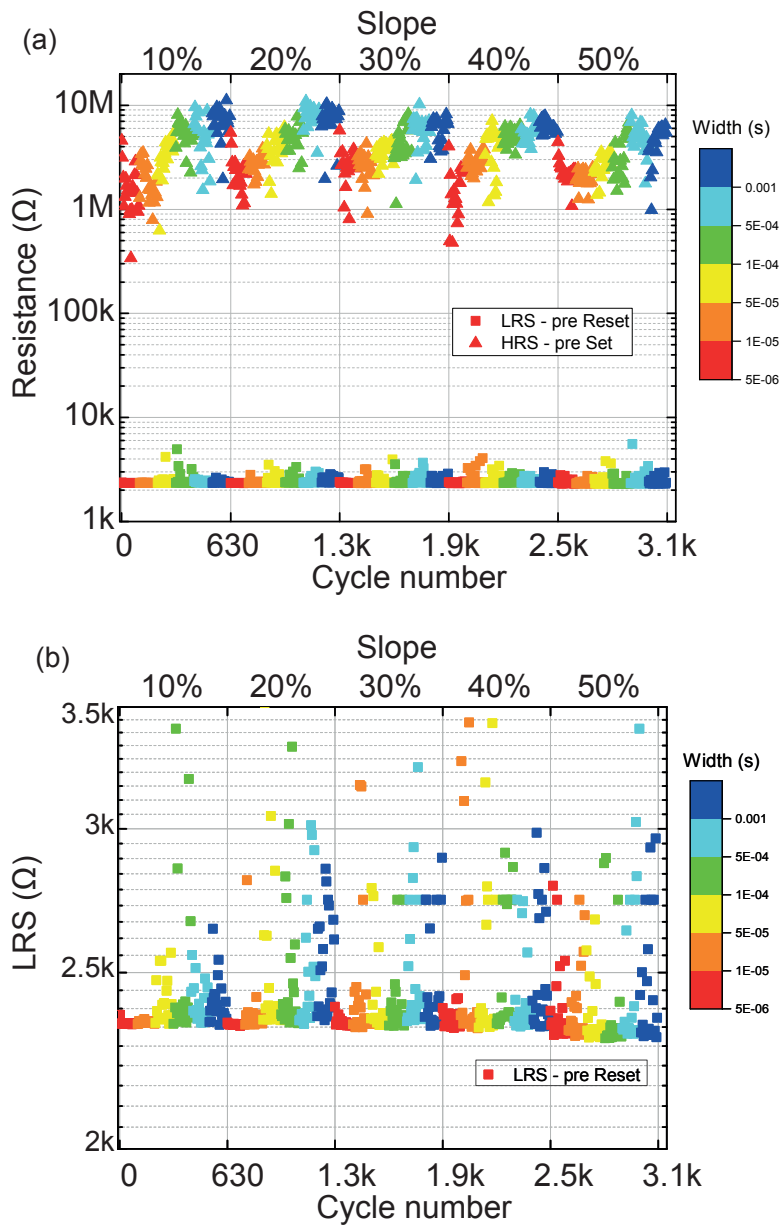 (a)
Slope
10% 20% 30% 40% 50%
10M
1M
100k
10k
1k
Resistance (Ω)
LRS - pre Reset
HRS - pre Set
Width (s)
0.001
5E-04
1E-04
5E-05
1E-05
5E-06
0 630 1.3k 1.9k 2.5k 3.1k
Cycle number
(b)
Slope
10% 20% 30% 40% 50%
3.5k
3k
2.5k
2k
LRS (Ω)
LRS - pre Reset
Width (s)
0.001
5E-04
1E-04
5E-05
1E-05
5E-06
0 630 1.3k 1.9k 2.5k 3.1k
Cycle number